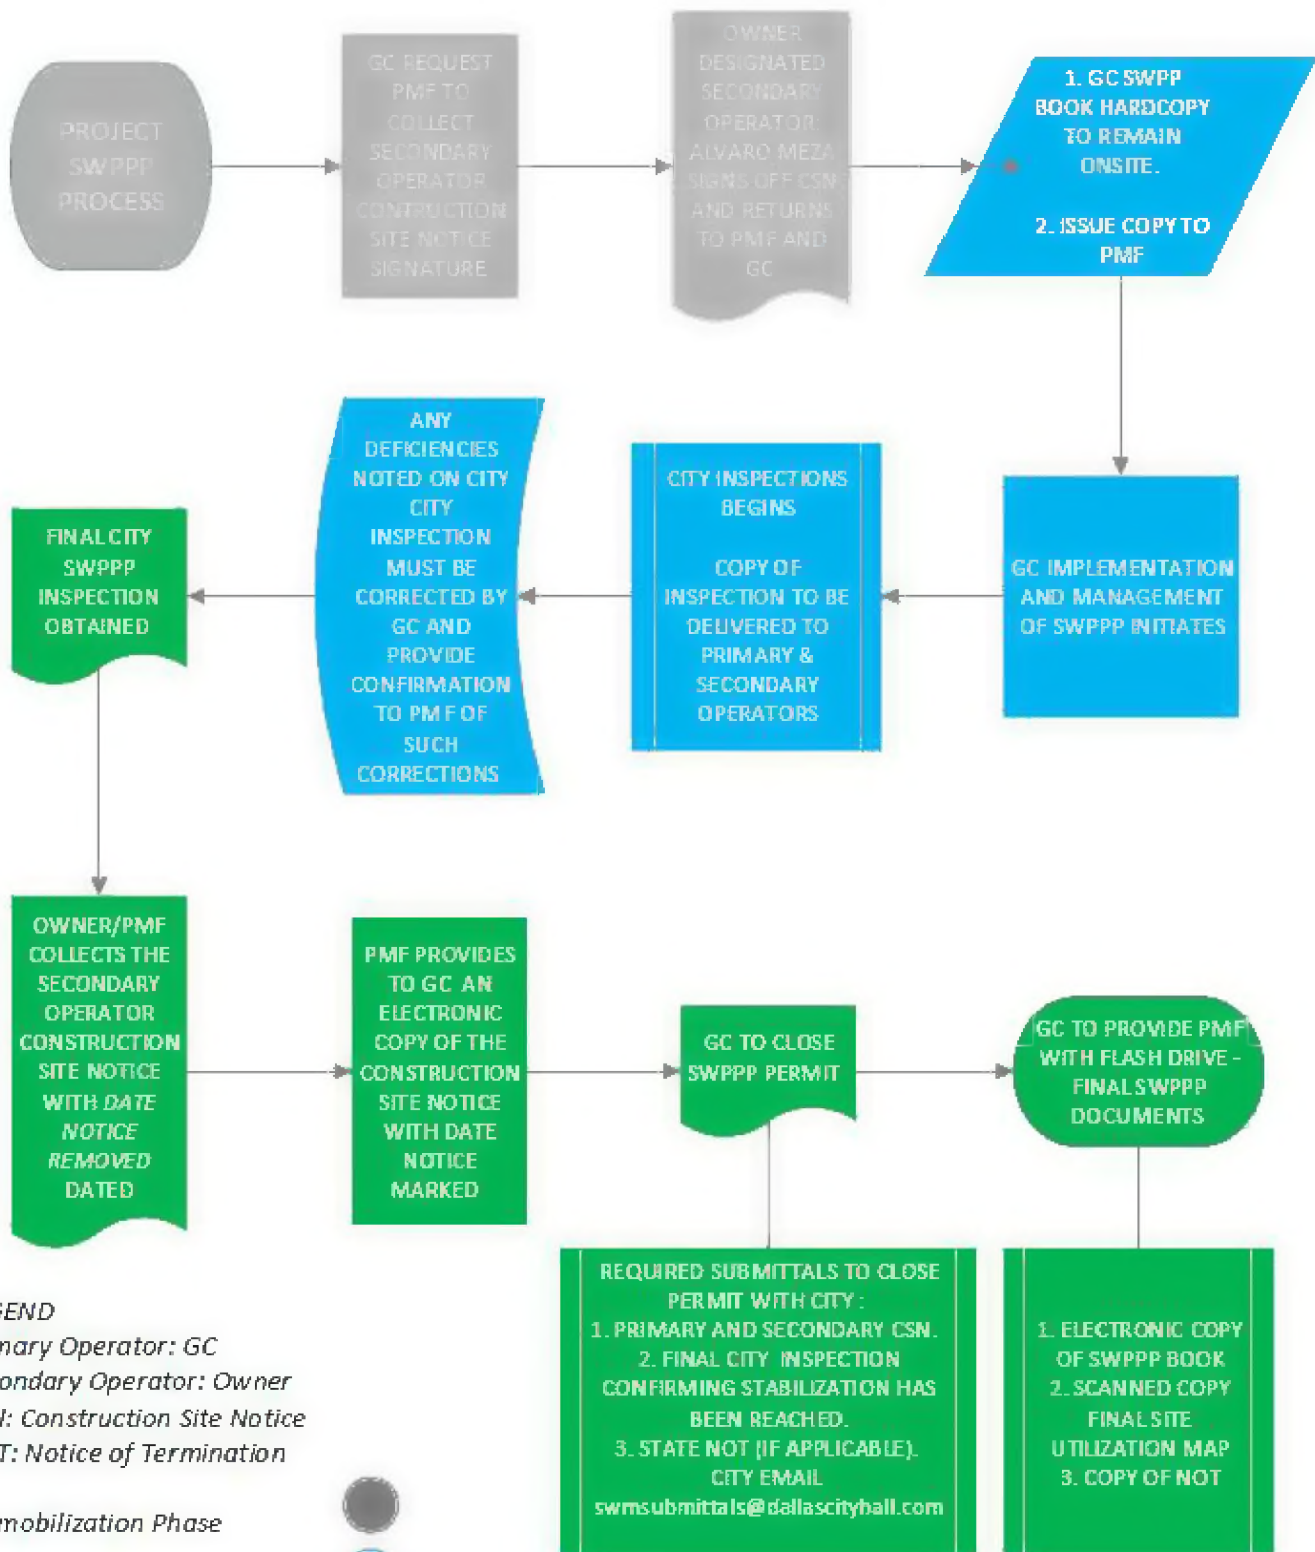 PROJECT
SWPPP
PROCESS
GC REQUEST
PMF TO
COLLECT
SECONDARY
OPERATOR
CONTRUCTION
SITE NOTICE
SIGNATURE
OWNER
DESIGNATED
SECONDARY
OPERATOR
ALVARO MEZA
SIGNS OFF CSN
AND RETURNS
TO PMF AND
GC
1. GC SWPP
BOOK HARDCOPY
TO REMAIN
ONSITE.
2. ISSUE COPY TO
PMF
GC IMPLEMENTATION
AND MANAGEMENT
OF SWPPP INITIATES
CITY INSPECTIONS
BEGINS
COPY OF
INSPECTION TO BE
DELIVERED TO
PRIMARY &
SECONDARY
OPERATORS
ANY
DEFICIENCIES
NOTED ON CITY
CITY
INSPECTION
MUST BE
CORRECTED BY
GC AND
PROVIDE
CONFIRMATION
TO PMF OF
SUCH
CORRECTIONS
FINAL CITY
SWPPP
INSPECTION
OBTAINED
OWNER/PMF
COLLECTS THE
SECONDARY
OPERATOR
CONSTRUCTION
SITE NOTICE
WITH DATE
NOTICE
REMOVED
DATED
PMF PROVIDES
TO GC AN
ELECTRONIC
COPY OF THE
CONSTRUCTION
SITE NOTICE
WITH DATE
NOTICE
MARKED
GC TO CLOSE
SWPPP PERMIT
GC TO PROVIDE PMF
WITH FLASH DRIVE -
FINAL SWPPP
DOCUMENTS
REQUIRED SUBMITTALS TO CLOSE
PERMIT WITH CITY :
1. PRIMARY AND SECONDARY CSN.
2. FINAL CITY INSPECTION
CONFIRMING STABILIZATION HAS
BEEN REACHED.
3. STATE NOT (IF APPLICABLE).
CITY EMAIL
swmsubmittals@dallascityhall.com
1. ELECTRONIC COPY
OF SWPPP BOOK
2. SCANNED COPY
FINAL SITE
UTILIZATION MAP
3. COPY OF NOT
GEND
mary Operator: GC
ondary Operator: Owner
N: Construction Site Notice
T: Notice of Termination
mobilization Phase